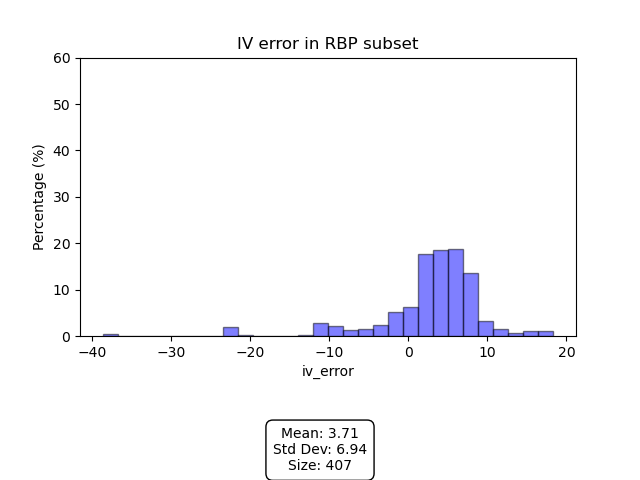 IV error in RBP subset
60
50
40
30
20
10
0
Percentage (%)
−40 −30 −20 −10 0 10 20
iv_error
Mean: 3.71
Std Dev: 6.94
Size: 407